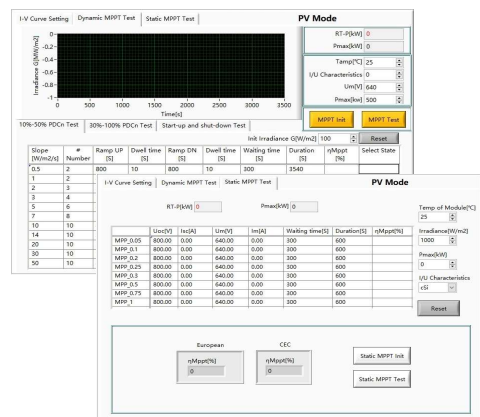 I-V Curve Setting Dynamic MPPT Test Static MPPT Test PV Mode
Irradiance G[MW/m2]
0-
-0.2-
-0.4-
-0.6-
-0.8-
-1-
0 500 1000 1500 2000 2500 3000 3500
Time[s]
RT-P[kW] 0
Pmax[kW] 0
Tamp[℃] 25
I/U Characteristics 0
Um[V] 640
Pmax[kw] 500
MPPT Init MPPT Test
10%-50% PDCn Test 30%-100% PDCn Test Start-up and shut-down Test
Init Irradiance G[W/m2] 100 Reset
Slope [W/m2/s] # Number Ramp UP [S] Dwell time [S] Ramp DN [S] Dwell time [S] Waiting time [S] Duration [S] ηMppt [%] Select State
0.5 2 800 10 800 10 300 3540
1 2
2 3
3 4
5 6
7 8
10 10
14 10
20 10
30 10
50 10
I-V Curve Setting Dynamic MPPT Test Static MPPT Test PV Mode
RT-P[kW] 0 Pmax[kW] 0
Uoc[V] Isc[A] Um[V] Im[A] Waiting time[S] Duration[S] ηMppt[%]
MPP_0.05 800.00 0.00 640.00 0.00 300 600
MPP_0.1 800.00 0.00 640.00 0.00 300 600
MPP_0.2 800.00 0.00 640.00 0.00 300 600
MPP_0.25 800.00 0.00 640.00 0.00 300 600
MPP_0.3 800.00 0.00 640.00 0.00 300 600
MPP_0.5 800.00 0.00 640.00 0.00 300 600
MPP_0.75 800.00 0.00 640.00 0.00 300 600
MPP_1 800.00 0.00 640.00 0.00 300 600
Temp of Module[℃]
25
Irradiance[W/m2]
1000
Pmax[kW]
0
I/U Characteristics
cSi
Reset
European CEC
ηMppt[%] ηMppt[%]
0 0
Static MPPT Init
Static MPPT Test